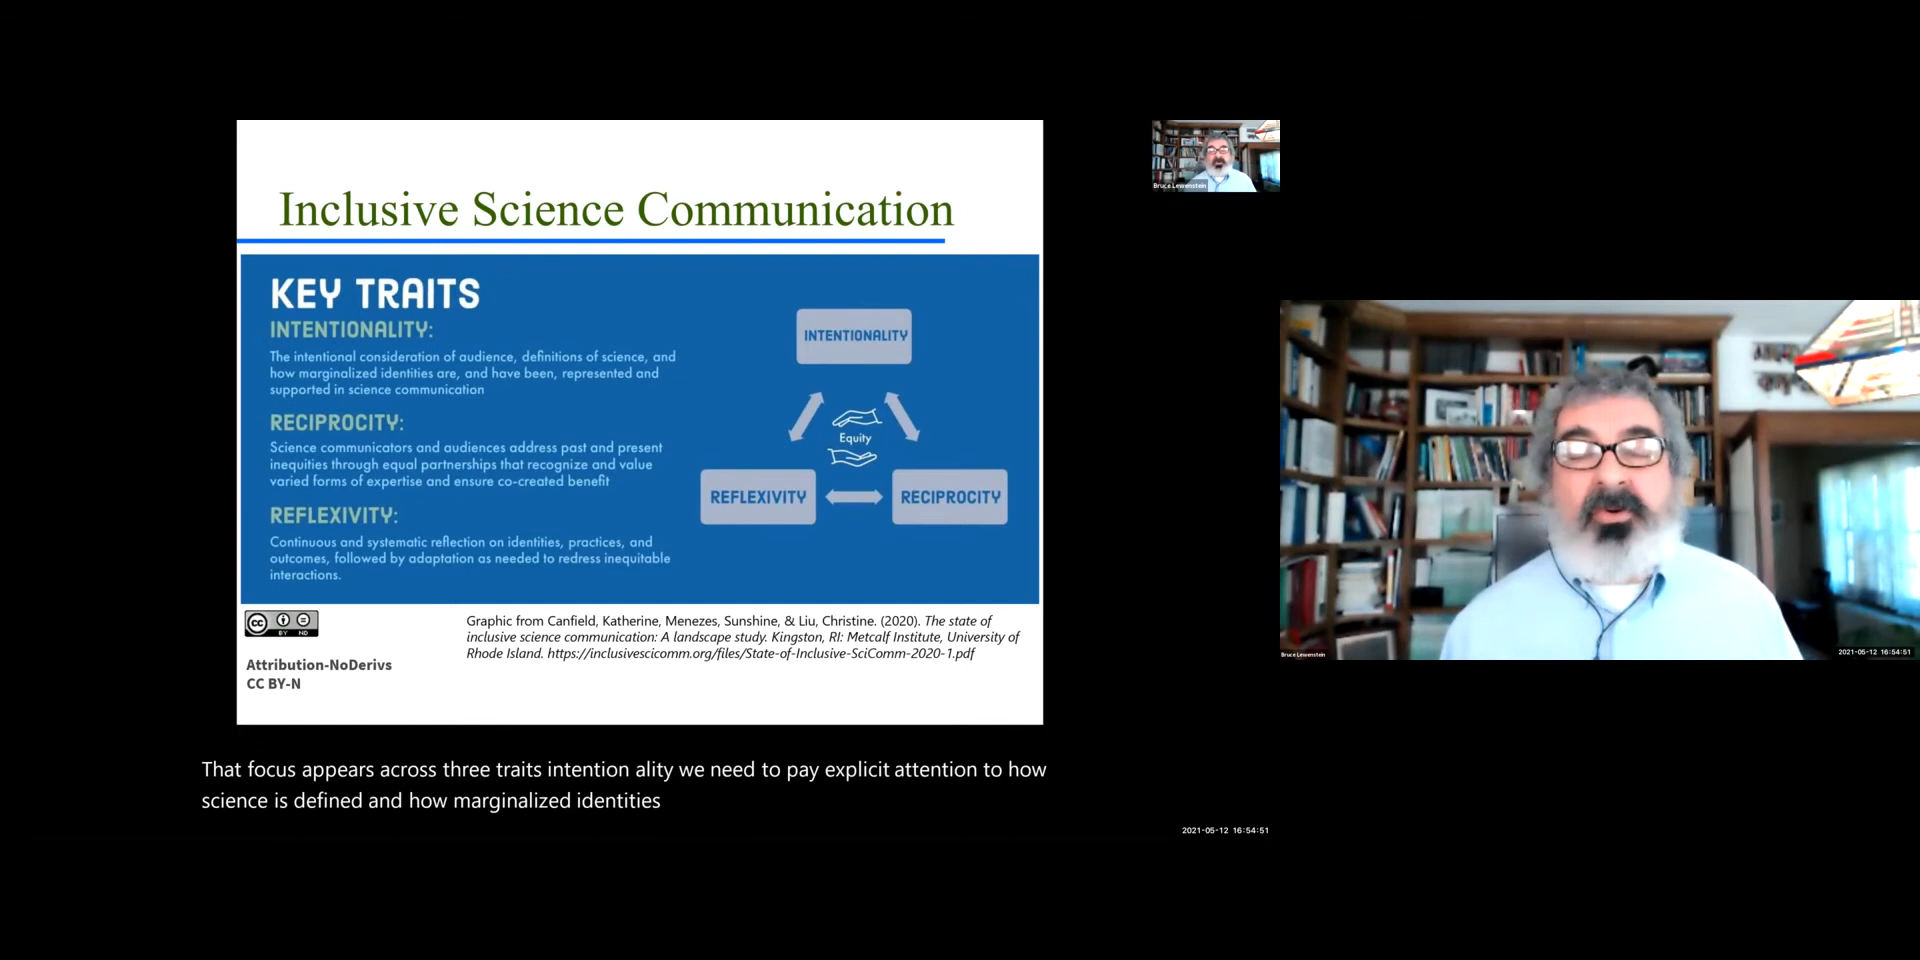 Inclusive Science Communication
KEY TRAITS
INTENTIONALITY:
The intentional consideration of audience, definitions of science, and
how marginalized identities are, and have been, represented and
supported in science communication
RECIPROCITY:
Science communicators and audiences address past and present
inequities through equal partnerships that recognize and value
varied forms of expertise and ensure co-created benefit
REFLEXIVITY:
Continuous and systematic reflection on identities, practices, and
outcomes, followed by adaptation as needed to redress inequitable
interactions.
INTENTIONALITY
Equity
REFLEXIVITY
RECIPROCITY
cc
BY ND
Attribution-NoDerivs
CC BY-N
Graphic from Canfield, Katherine, Menezes, Sunshine, & Liu, Christine. (2020). The state of
inclusive science communication: A landscape study. Kingston, RI: Metcalf Institute, University of
Rhode Island. https://inclusivescicomm.org/files/State-of-Inclusive-SciComm-2020-1.pdf
That focus appears across three traits intention ality we need to pay explicit attention to how
science is defined and how marginalized identities
2021-05-12 16:54:51
Bruce Lewenstein
Bruce Lewenstein
2021-05-12 16:54:51